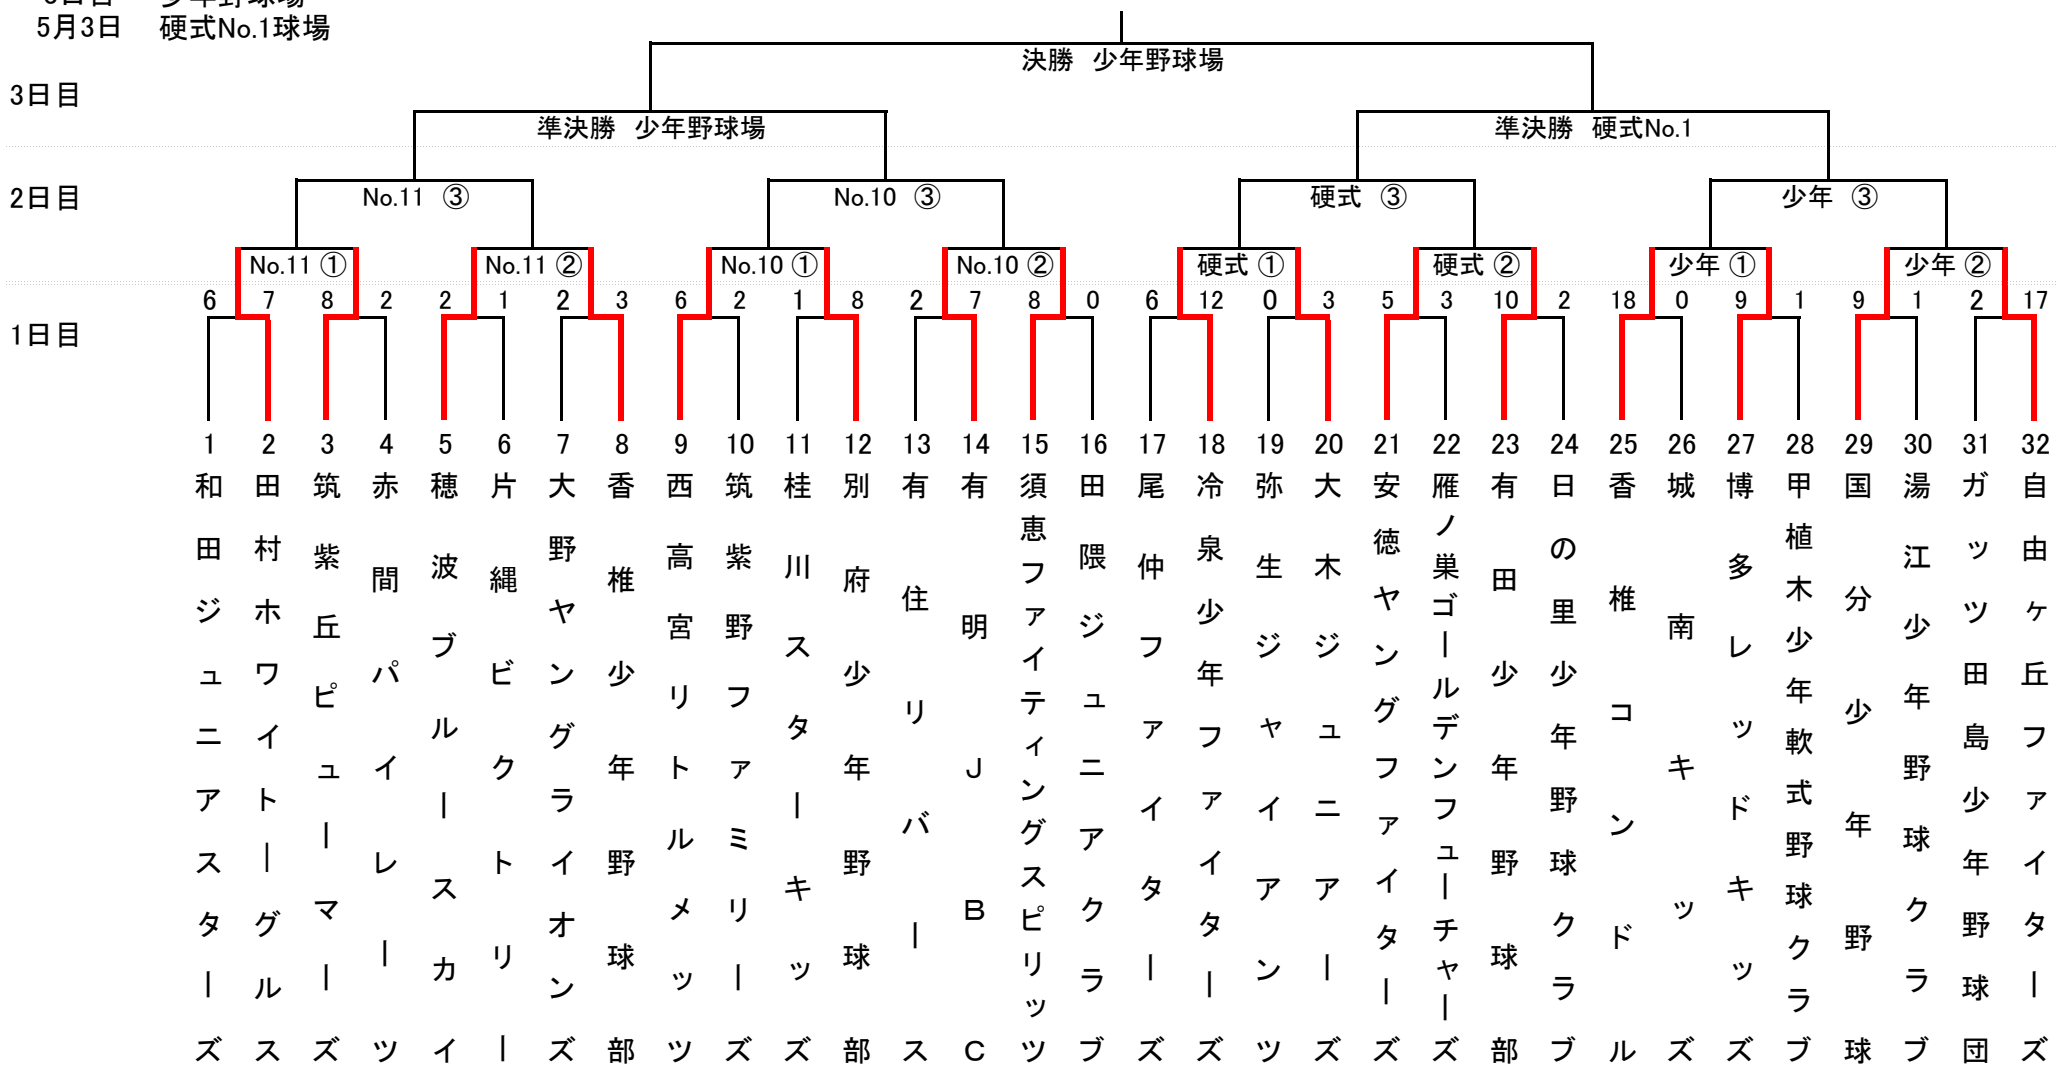 5月3日 硬式No.1球場
決勝 少年野球場
3日目
準決勝 少年野球場 準決勝 硬式No.1
2日目
No.11 ③ No.10 ③ 硬式 ③ 少年 ③
No.11 ① No.11 ② No.10 ① No.10 ② 硬式 ① 硬式 ② 少年 ① 少年 ②
6 7 8 2 2 1 2 3 6 2 1 8 2 7 8 0 6 12 0 3 5 3 10 2 18 0 9 1 9 1 2 17
1日目
1 2 3 4 5 6 7 8 9 10 11 12 13 14 15 16 17 18 19 20 21 22 23 24 25 26 27 28 29 30 31 32
和田ジュニアスターズ
田村ホワイトーグルス
筑紫丘ピューマーズ
赤間パイレーツ
穂波ブルースカイ
片縄ビクトリー
大野ヤングライオンズ
香椎少年野球部
西高宮リトルメッツ
筑紫野ファミリーズ
桂川スターキッズ
別府少年野球部
有住リバース
有明JBC
須恵ファイティングスピリッツ
田隈ジュニアクラブ
尾仲ファイターズ
冷泉少年ファイターズ
弥生ジャイアンツ
大木ジュニアーズ
安徳ヤングファイターズ
雁ノ巣ゴールデンフューチャーズ
有田少年野球部
日の里少年野球クラブ
香椎コンドル
城南キッズ
博多レッドキッズ
甲植木少年軟式野球クラブ
国分少年野球
湯江少年野球クラブ
ガッツ田島少年野球団
自由ヶ丘ファイターズ